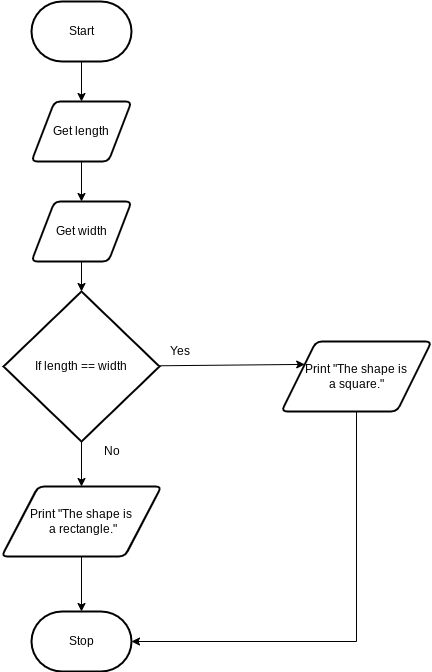 Start
Get length
Get width
If length == width
Yes
Print "The shape is
a square."
No
Print "The shape is
a rectangle."
Stop